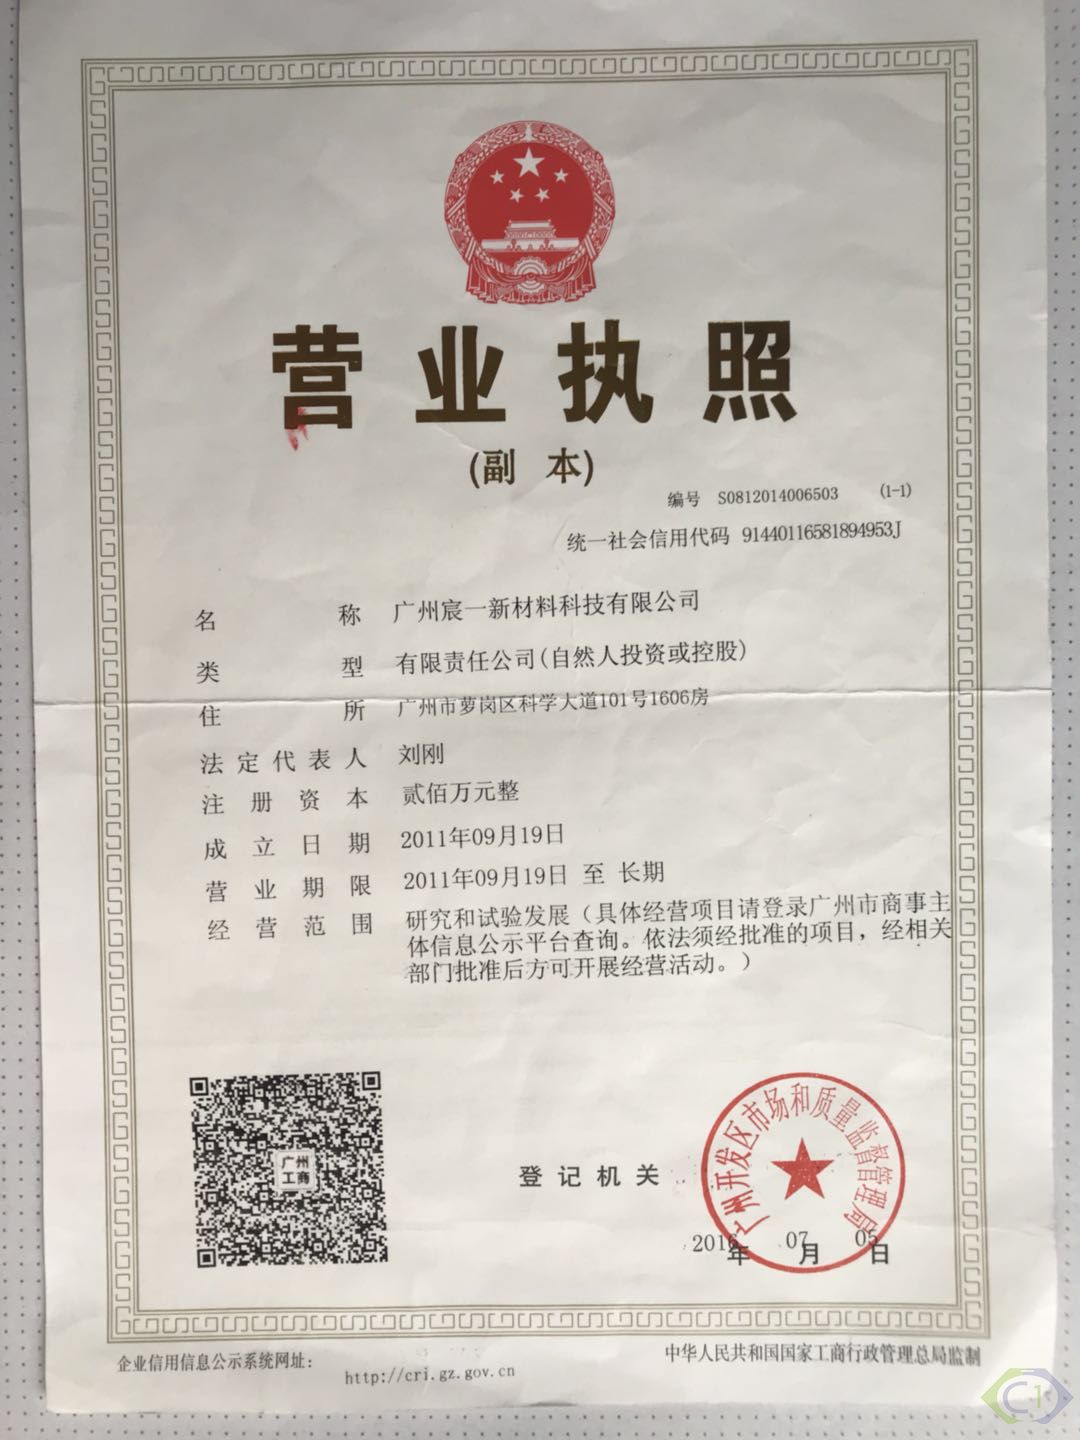 营业执照
(副 本)
编号 S0812014006503 (1-1)
统一社会信用代码 91440116581894953J
名称 广州宸一新材料科技有限公司
类型 有限责任公司(自然人投资或控股)
住所 广州市萝岗区科学大道101号1606房
法定代表人 刘刚
注册资本 贰佰万元整
成立日期 2011年09月19日
营业期限 2011年09月19日 至 长期
经营范围 研究和试验发展（具体经营项目请登录广州市商事主
体信息公示平台查询。依法须经批准的项目，经相关
部门批准后方可开展经营活动。）
广州
工商
登记机关
广州开发区市场和质量监督管理局
2016年 07月 05日
企业信用信息公示系统网址：
http://cri.gz.gov.cn
中华人民共和国国家工商行政管理总局监制
C1